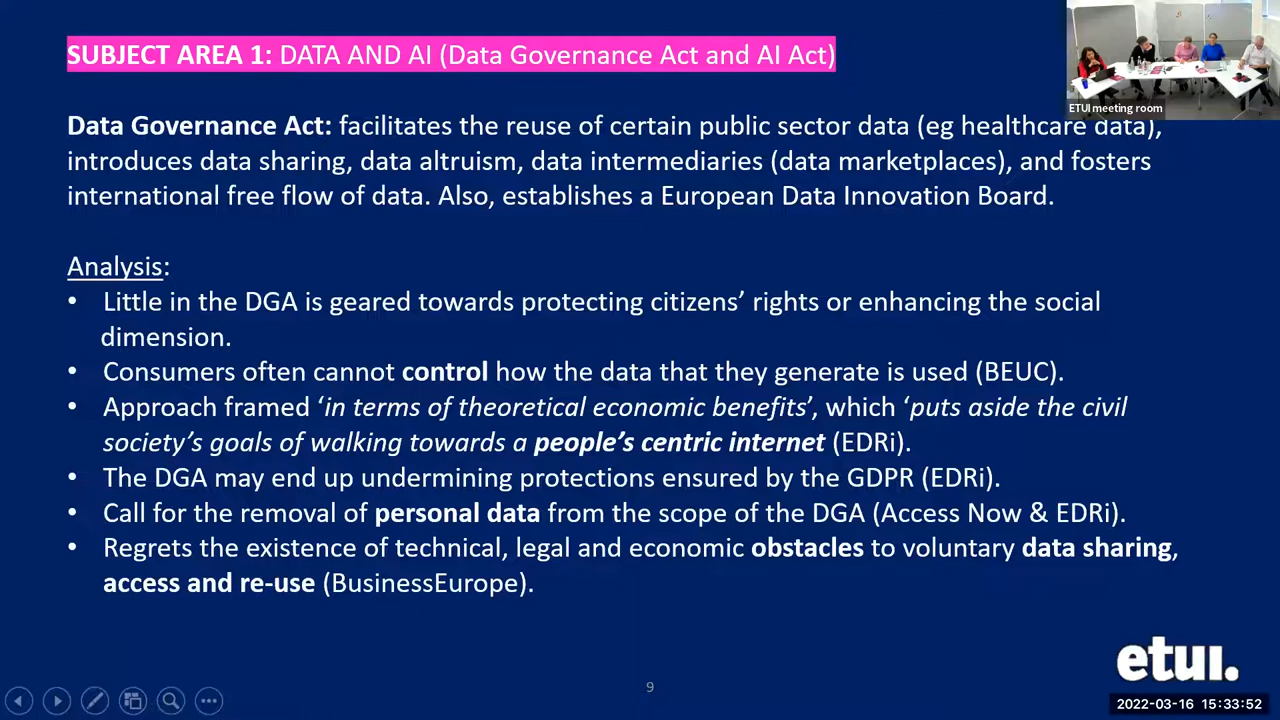 SUBJECT AREA 1: DATA AND AI (Data Governance Act and AI Act)
ETUI meeting room
Data Governance Act: facilitates the reuse of certain public sector data (eg healthcare data),
introduces data sharing, data altruism, data intermediaries (data marketplaces), and fosters
international free flow of data. Also, establishes a European Data Innovation Board.
Analysis:
• Little in the DGA is geared towards protecting citizens’ rights or enhancing the social
dimension.
• Consumers often cannot control how the data that they generate is used (BEUC).
• Approach framed ‘in terms of theoretical economic benefits’, which ‘puts aside the civil
society’s goals of walking towards a people’s centric internet (EDRi).
• The DGA may end up undermining protections ensured by the GDPR (EDRi).
• Call for the removal of personal data from the scope of the DGA (Access Now & EDRi).
• Regrets the existence of technical, legal and economic obstacles to voluntary data sharing,
access and re-use (BusinessEurope).
etui.
9
2022-03-16 15:33:52